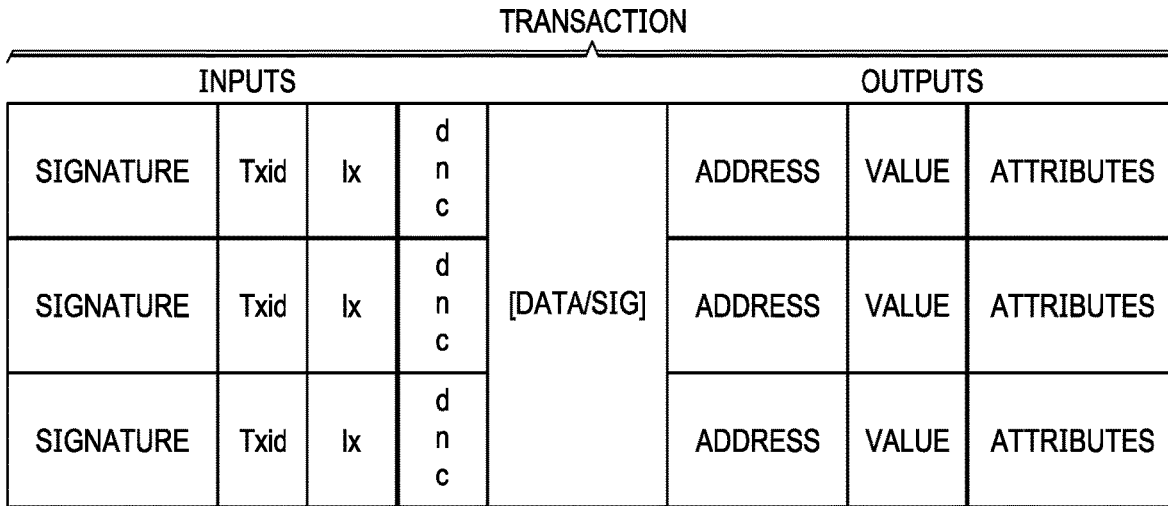 TRANSACTION
INPUTS OUTPUTS
SIGNATURE Txid Ix d n c ADDRESS VALUE ATTRIBUTES
SIGNATURE Txid Ix d n c [DATA/SIG] ADDRESS VALUE ATTRIBUTES
SIGNATURE Txid Ix d n c ADDRESS VALUE ATTRIBUTES